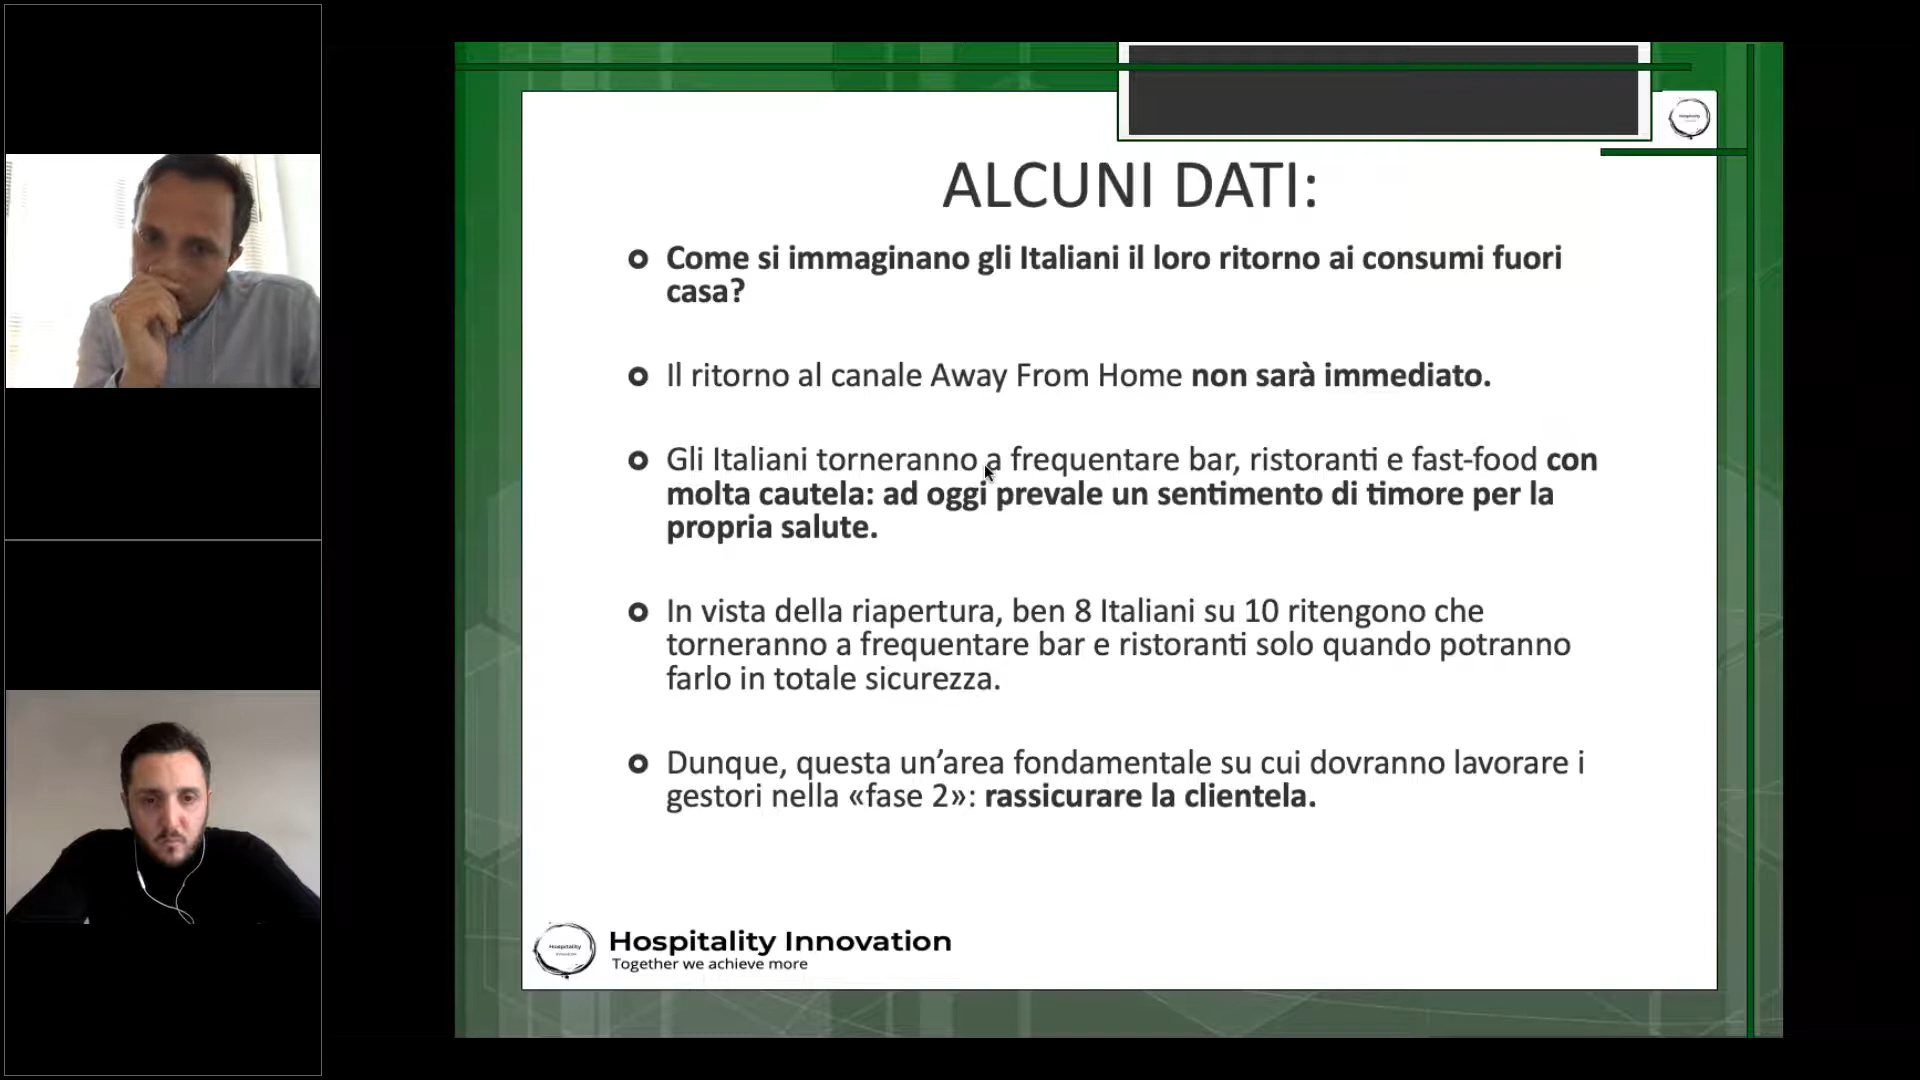 ALCUNI DATI:
Come si immaginano gli Italiani il loro ritorno ai consumi fuori
casa?
Il ritorno al canale Away From Home non sarà immediato.
Gli Italiani torneranno a frequentare bar, ristoranti e fast-food con
molta cautela: ad oggi prevale un sentimento di timore per la
propria salute.
In vista della riapertura, ben 8 Italiani su 10 ritengono che
torneranno a frequentare bar e ristoranti solo quando potranno
farlo in totale sicurezza.
Dunque, questa un’area fondamentale su cui dovranno lavorare i
gestori nella «fase 2»: rassicurare la clientela.
Hospitality
Hospitality Innovation
Together we achieve more
Hospitality